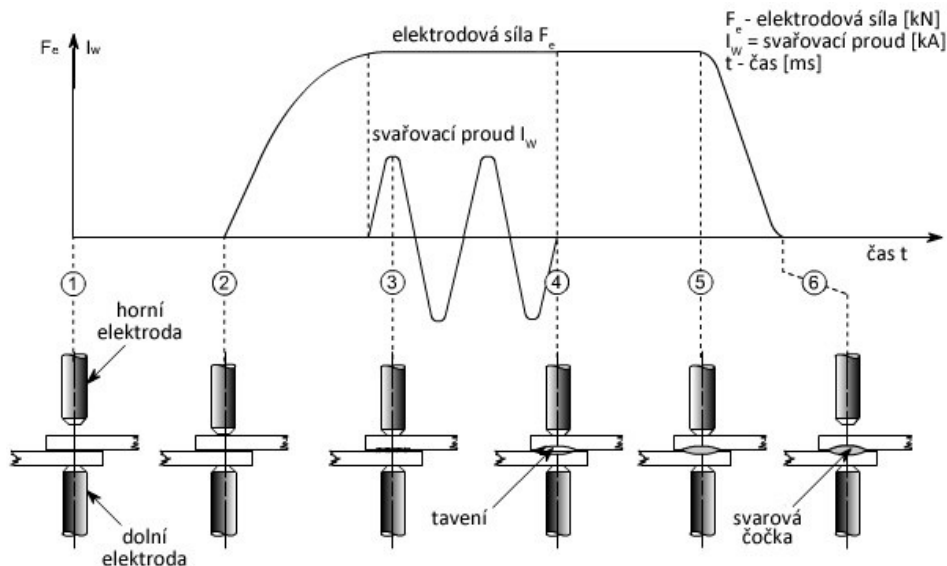 Fe Iw
elektrodová síla Fe
Fe - elektrodová síla [kN]
Iw = svařovací proud [kA]
t - čas [ms]
svařovací proud Iw
čas t
1 2 3 4 5 6
horní
elektroda
dolní
elektroda
tavení
svarová
čočka